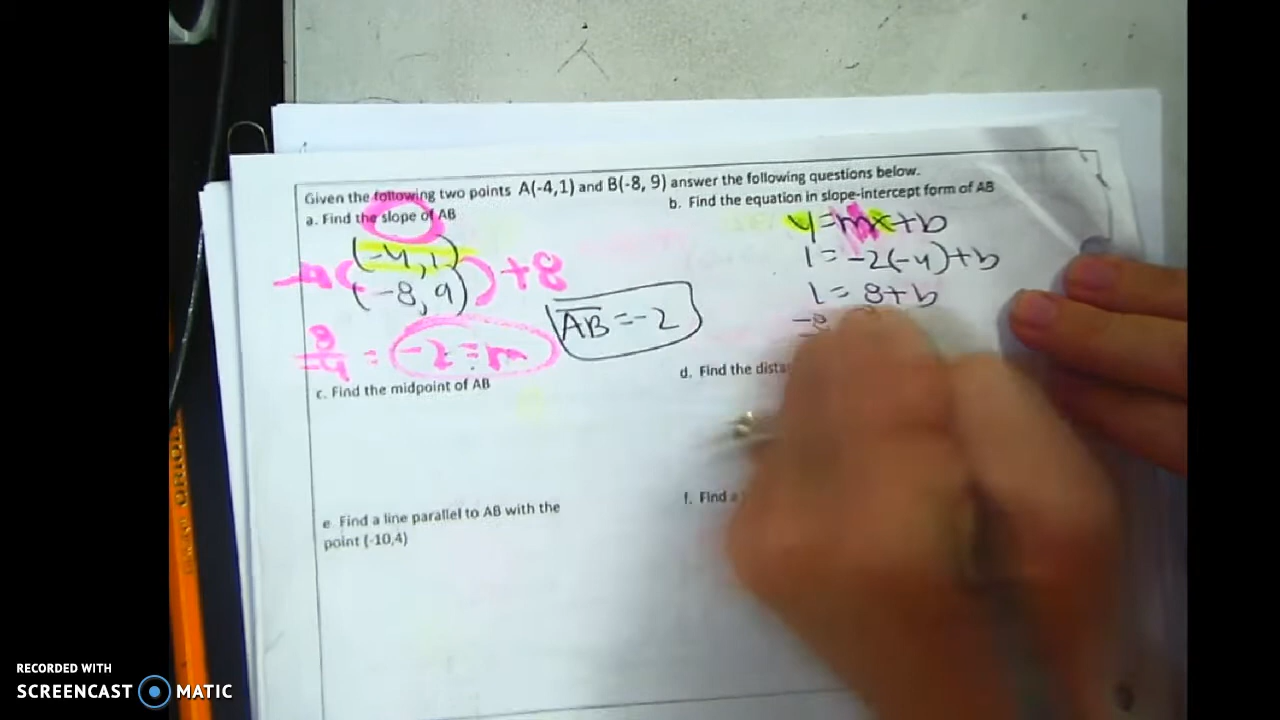 Given the following two points A(-4,1) and B(-8, 9) answer the following questions below.
a. Find the slope of AB
(-4,1)
-4( (-8,9) ) +8
8/-4 = -2 = m
AB = -2
b. Find the equation in slope-intercept form of AB
y=mx+b
1 = -2(-4)+b
1 = 8+b
-8
c. Find the midpoint of AB
d. Find the
e. Find a line parallel to AB with the
point (-10,4)
f. Find a
ORIOL
RECORDED WITH
SCREENCAST MATIC